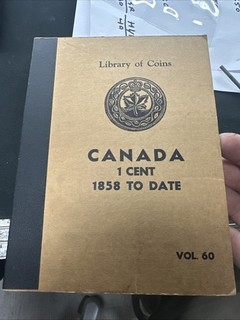 Library of Coins
CANADA
1 CENT
1858 TO DATE
VOL. 60